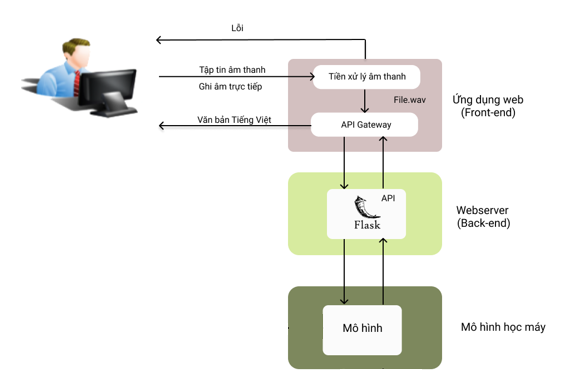 Lỗi
Tập tin âm thanh
Ghi âm trực tiếp
Tiền xử lý âm thanh
File.wav
Văn bản Tiếng Việt
API Gateway
Ứng dụng web
(Front-end)
API
Flask
Webserver
(Back-end)
Mô hình
Mô hình học máy